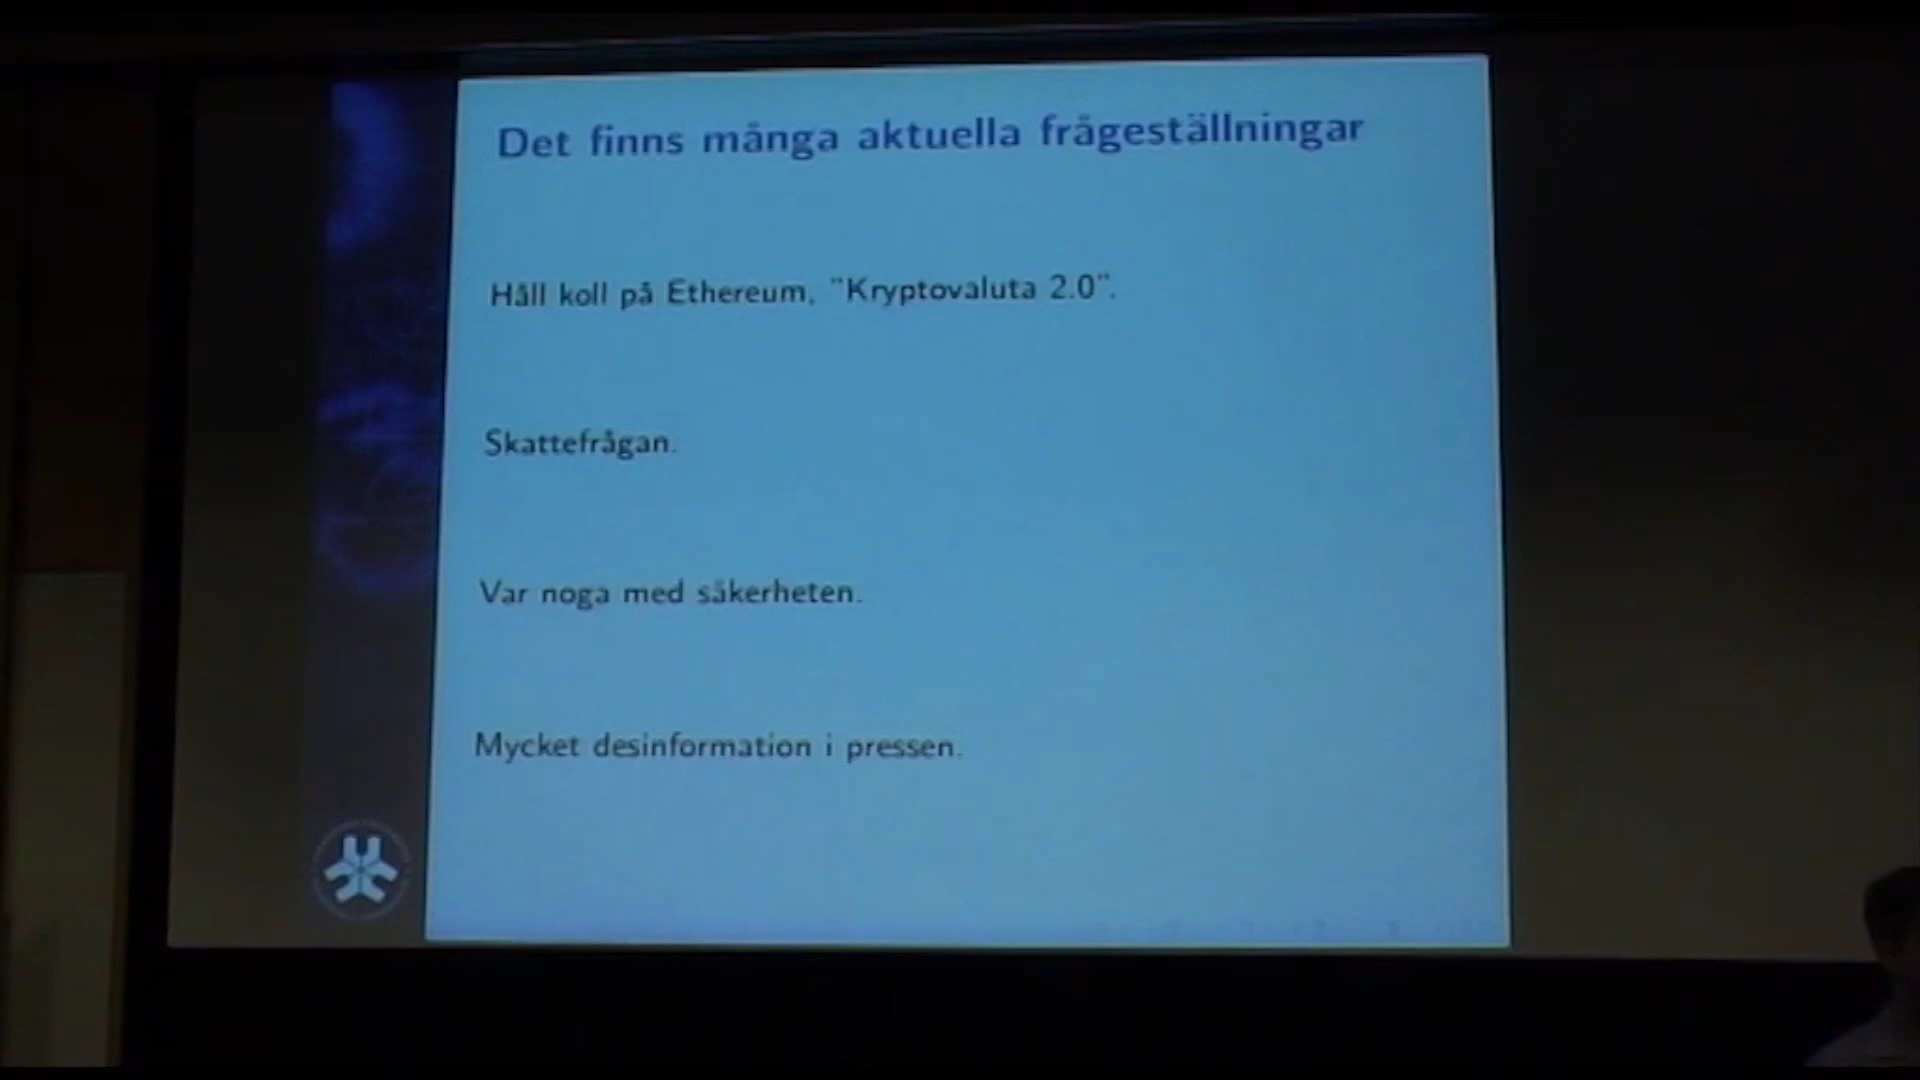 Det finns många aktuella frågeställningar
Håll koll på Ethereum, "Kryptovaluta 2.0".
Skattefrågan.
Var noga med säkerheten.
Mycket desinformation i pressen.